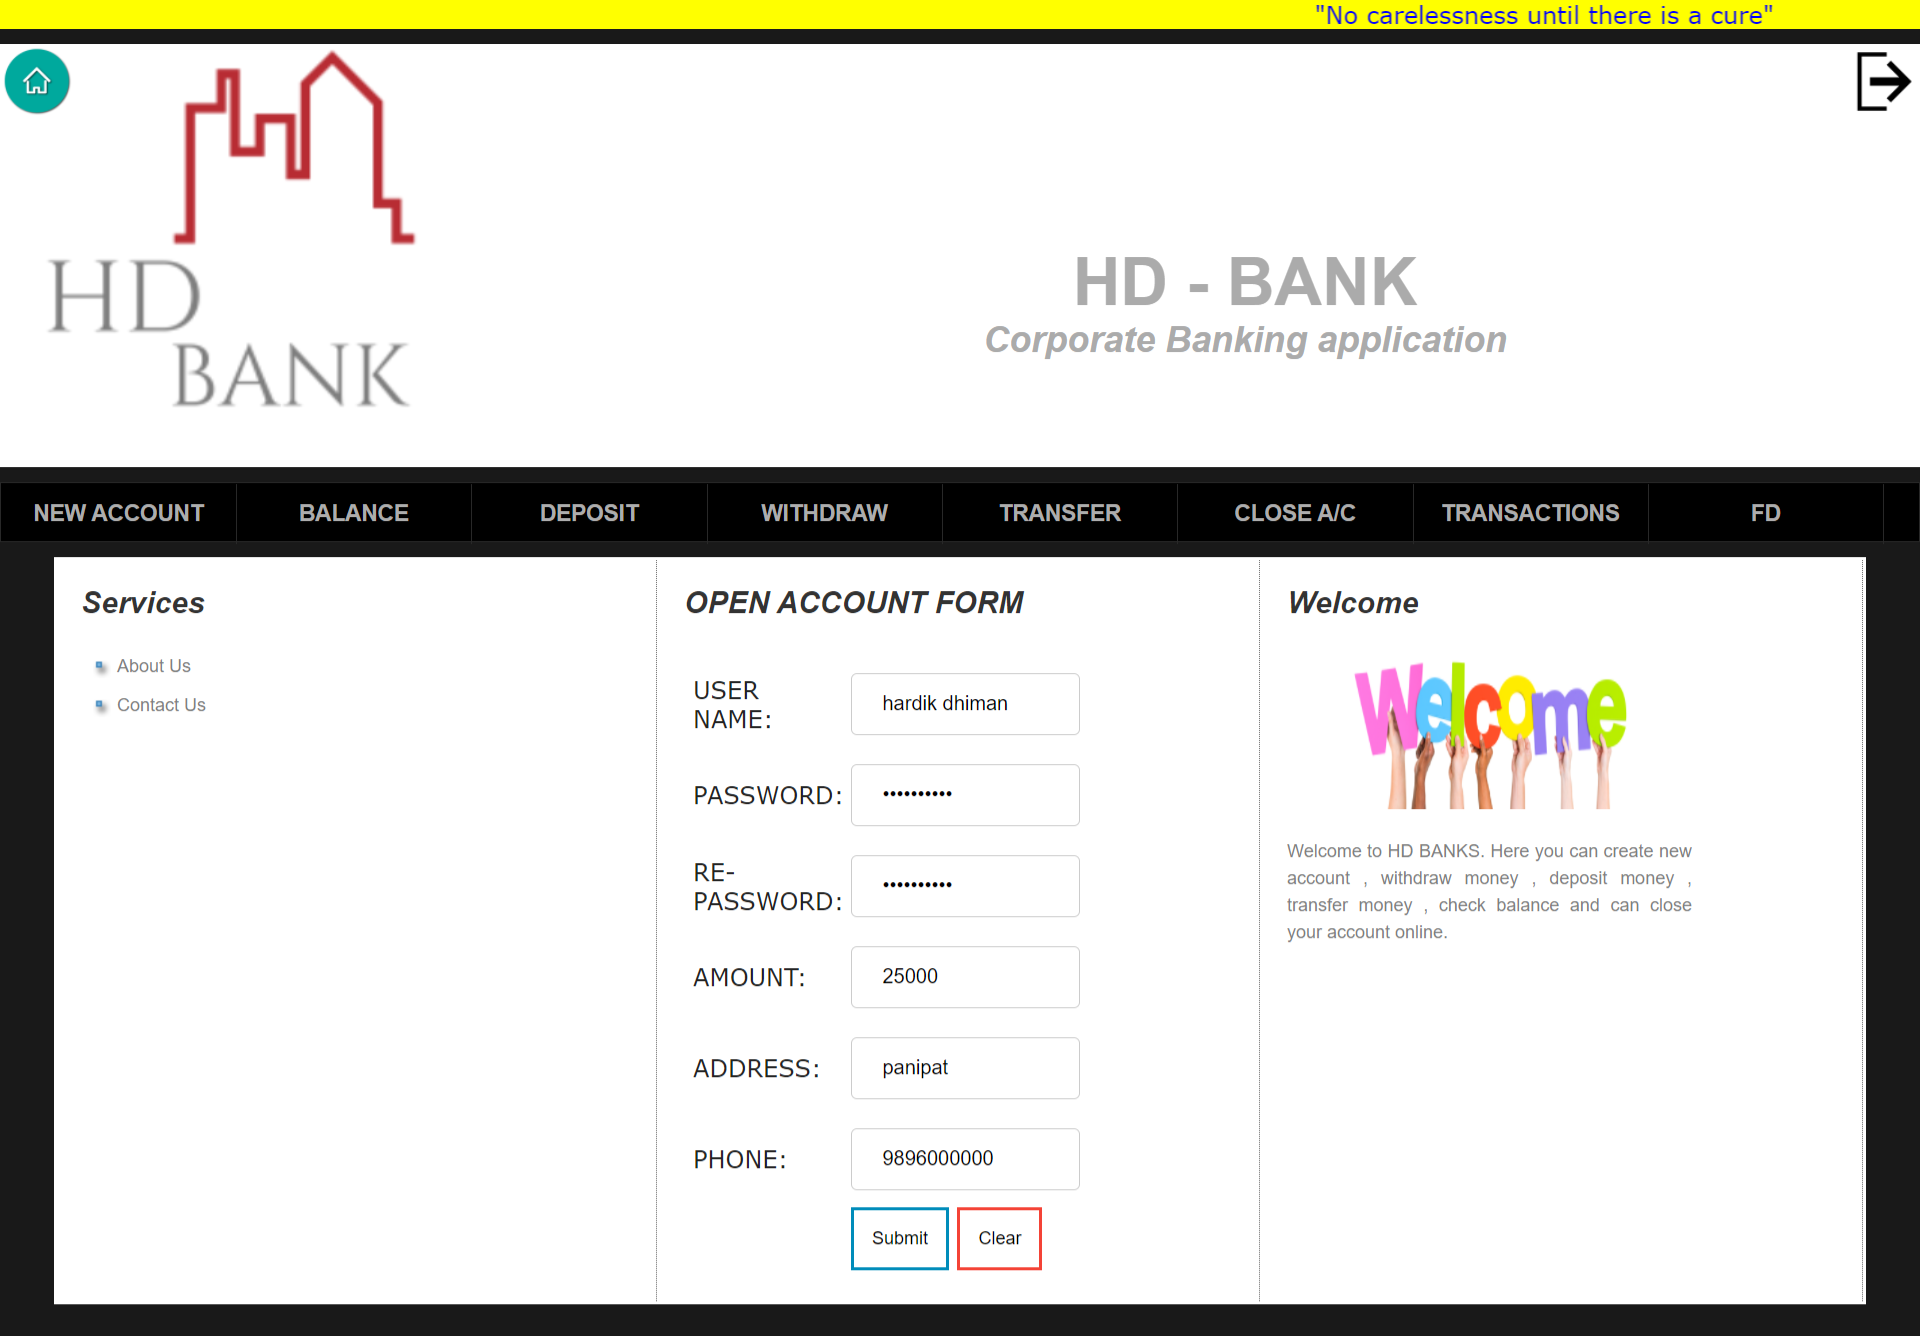 "No carelessness until there is a cure"
HD
BANK
HD - BANK
Corporate Banking application
NEW ACCOUNT BALANCE DEPOSIT WITHDRAW TRANSFER CLOSE A/C TRANSACTIONS FD
Services
About Us
Contact Us
OPEN ACCOUNT FORM
USER
NAME:
hardik dhiman
PASSWORD:
••••••••••
RE-
PASSWORD:
••••••••••
AMOUNT:
25000
ADDRESS:
panipat
PHONE:
9896000000
Submit
Clear
Welcome
Welcome
Welcome to HD BANKS. Here you can create new
account , withdraw money , deposit money ,
transfer money , check balance and can close
your account online.